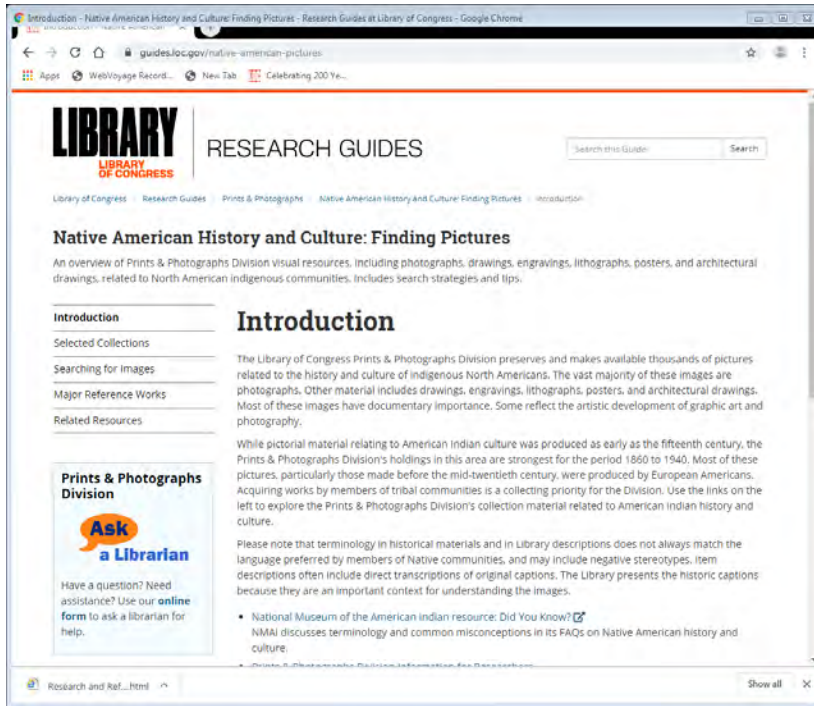 Introduction - Native American History and Culture: Finding Pictures - Research Guides at Library of Congress - Google Chrome
Introduction - Native American
guides.loc.gov/native-american-pictures
Apps WebVoyage Record... New Tab Celebrating 200 Ye...
LIBRARY
LIBRARY
OF CONGRESS
RESEARCH GUIDES
Search this Guide Search
Library of Congress Research Guides Prints & Photographs Native American History and Culture: Finding Pictures Introduction
Native American History and Culture: Finding Pictures
An overview of Prints & Photographs Division visual resources, including photographs, drawings, engravings, lithographs, posters, and architectural
drawings, related to North American indigenous communities. Includes search strategies and tips.
Introduction
Selected Collections
Searching for Images
Major Reference Works
Related Resources
Prints & Photographs
Division
Ask
a Librarian
Have a question? Need
assistance? Use our online
form to ask a librarian for
help.
Introduction
The Library of Congress Prints & Photographs Division preserves and makes available thousands of pictures
related to the history and culture of indigenous North Americans. The vast majority of these images are
photographs. Other material includes drawings, engravings, lithographs, posters, and architectural drawings.
Most of these images have documentary importance. Some reflect the artistic development of graphic art and
photography.
While pictorial material relating to American Indian culture was produced as early as the fifteenth century, the
Prints & Photographs Division's holdings in this area are strongest for the period 1860 to 1940. Most of these
pictures, particularly those made before the mid-twentieth century, were produced by European Americans.
Acquiring works by members of tribal communities is a collecting priority for the Division. Use the links on the
left to explore the Prints & Photographs Division's collection material related to American Indian history and
culture.
Please note that terminology in historical materials and in Library descriptions does not always match the
language preferred by members of Native communities, and may include negative stereotypes. Item
descriptions often include direct transcriptions of original captions. The Library presents the historic captions
because they are an important context for understanding the images.
• National Museum of the American Indian resource: Did You Know?
NMAI discusses terminology and common misconceptions in its FAQs on Native American history and
culture.
• Prints & Photographs Division Information for Researchers
Research and Ref....html Show all